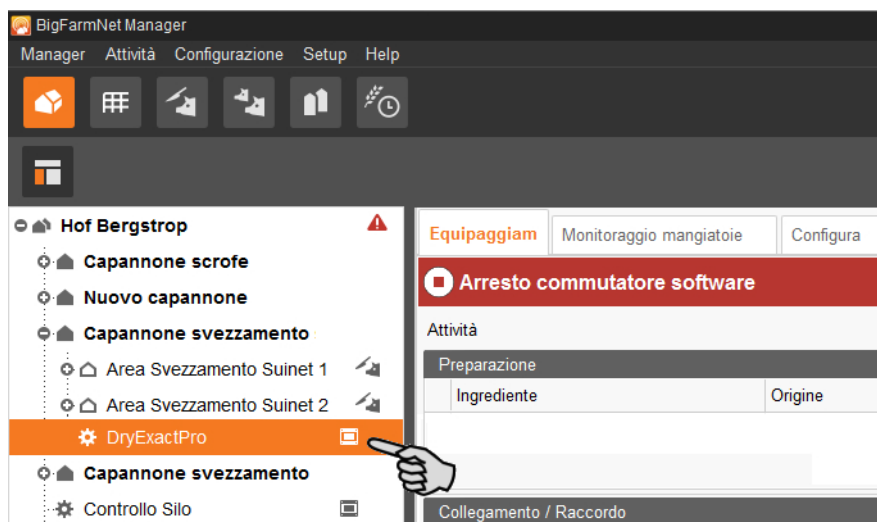 BigFarmNet Manager
Manager Attività Configurazione Setup Help
Hof Bergstrop
Capannone scrofe
Nuovo capannone
Capannone svezzamento
Area Svezzamento Suinet 1
Area Svezzamento Suinet 2
DryExactPro
Capannone svezzamento
Controllo Silo
Equipaggiam Monitoraggio mangiatoie Configura
Arresto commutatore software
Attività
Preparazione
Ingrediente Origine
Collegamento / Raccordo